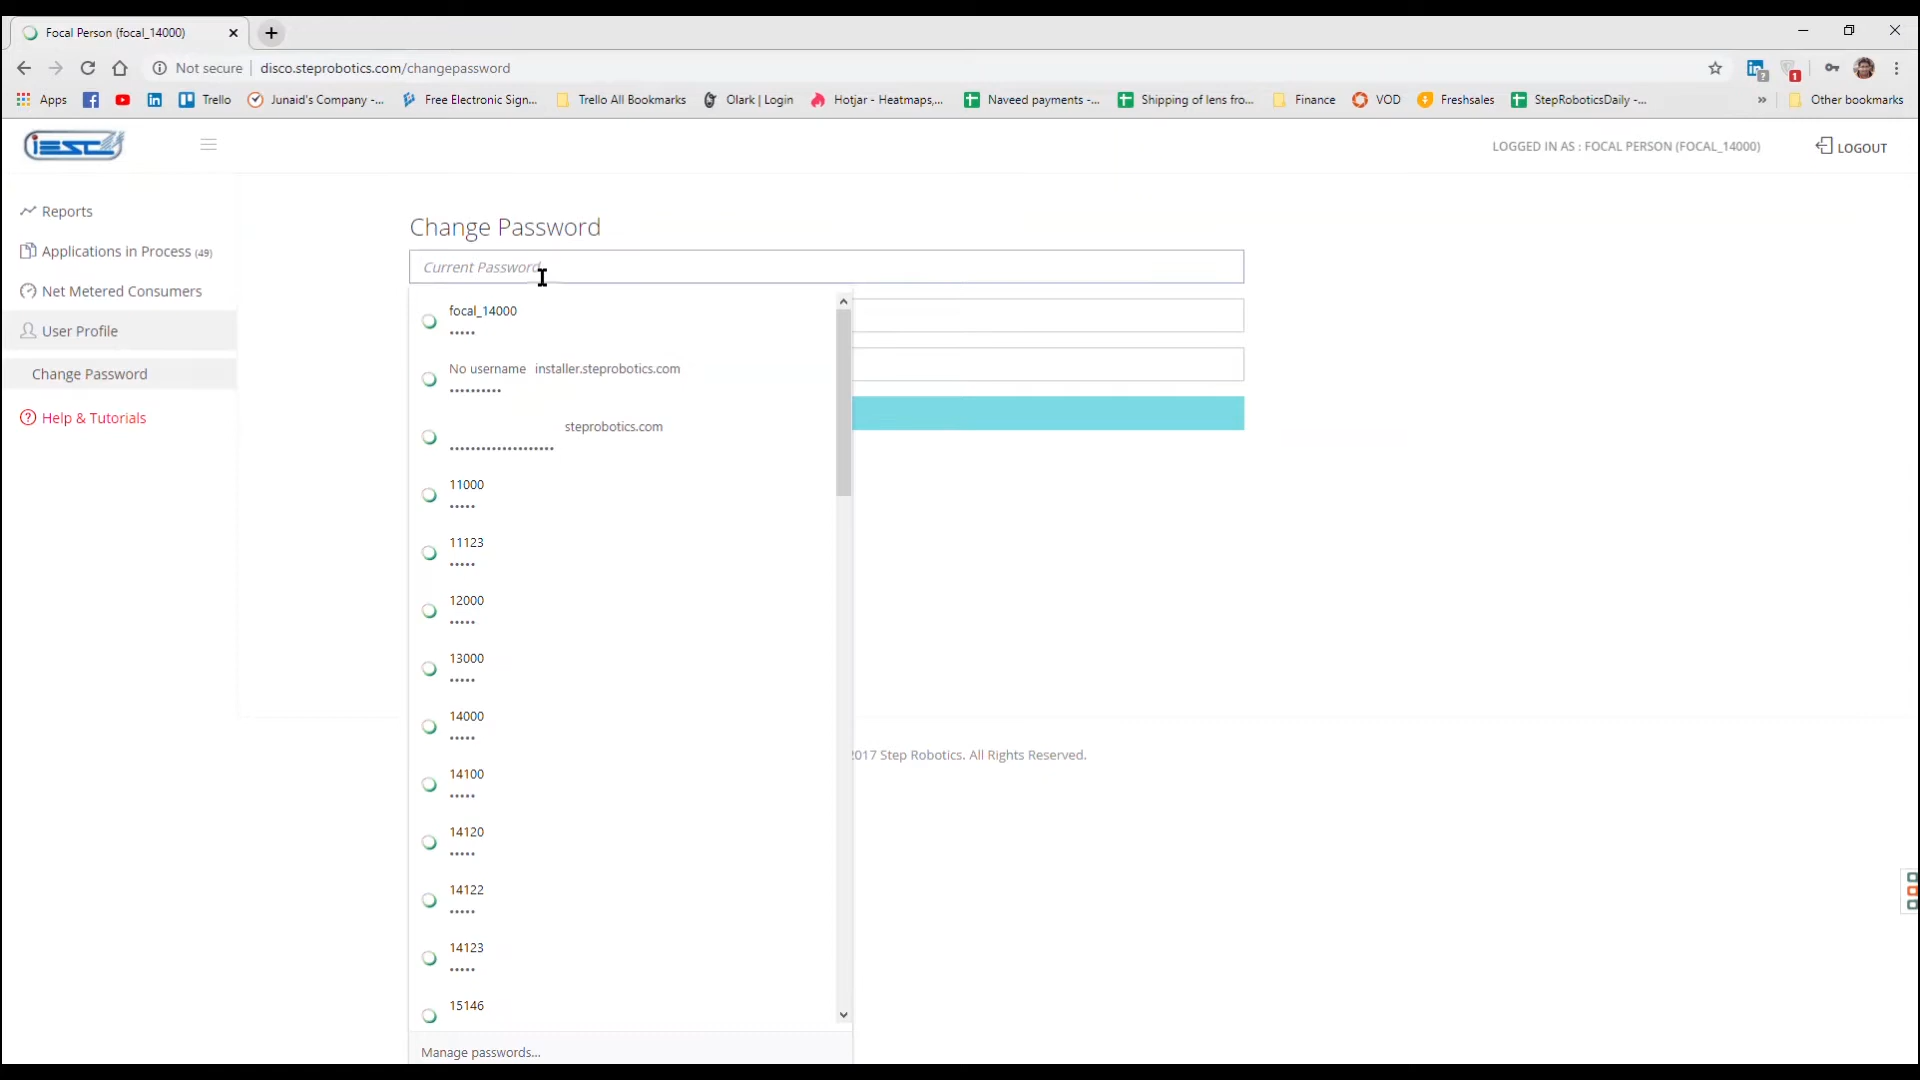 Focal Person (focal_14000)
Not secure disco.steprobotics.com/changepassword
Apps Trello Junaid's Company -... Free Electronic Sign... Trello All Bookmarks Olark | Login Hotjar - Heatmaps,... Naveed payments -... Shipping of lens fro... Finance VOD Freshsales StepRoboticsDaily -... » Other bookmarks
iesco
LOGGED IN AS : FOCAL PERSON (FOCAL_14000) LOGOUT
Reports
Applications in Process (49)
Net Metered Consumers
User Profile
Change Password
Help & Tutorials
Change Password
Current Password
focal_14000
•••••
No username installer.steprobotics.com
••••••••••
steprobotics.com
••••••••••••••••••••
11000
•••••
11123
•••••
12000
•••••
13000
•••••
14000
•••••
14100
•••••
14120
•••••
14122
•••••
14123
•••••
15146
Manage passwords...
2017 Step Robotics. All Rights Reserved.